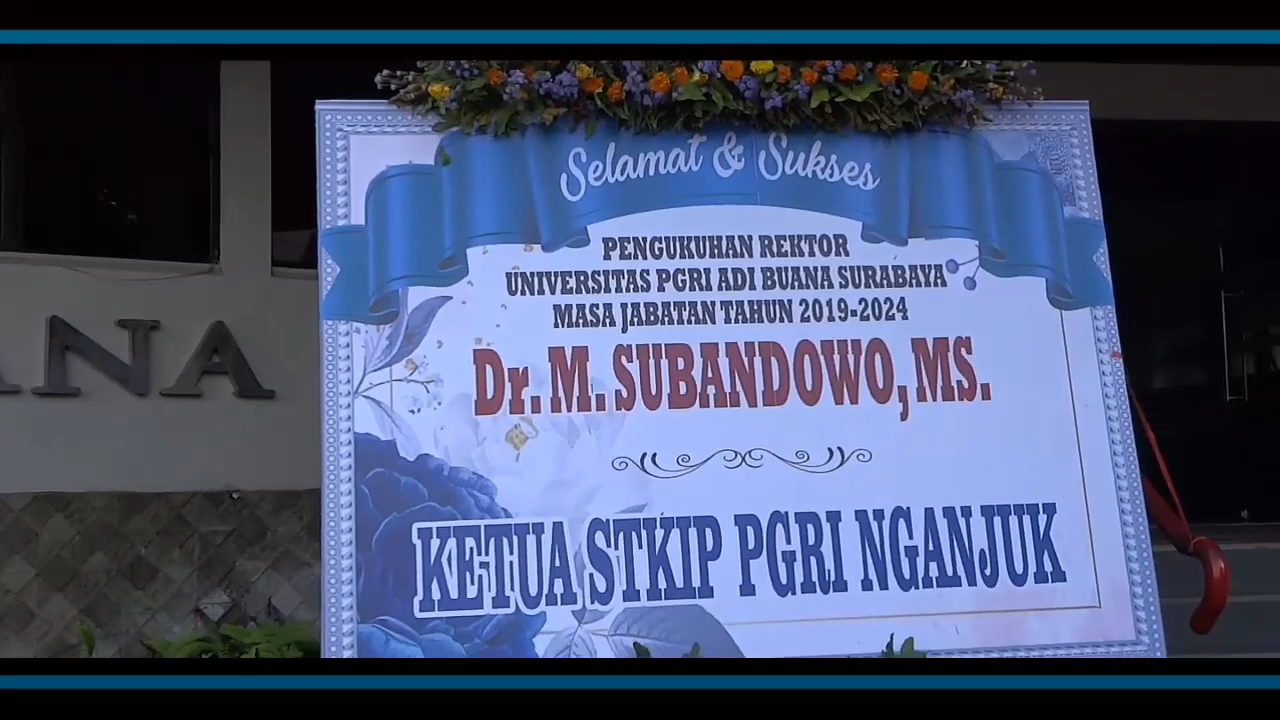 Selamat & Sukses
PENGUKUHAN REKTOR
UNIVERSITAS PGRI ADI BUANA SURABAYA
MASA JABATAN TAHUN 2019-2024
Dr. M. SUBANDOWO, MS.
KETUA STKIP PGRI NGANJUK
ANA